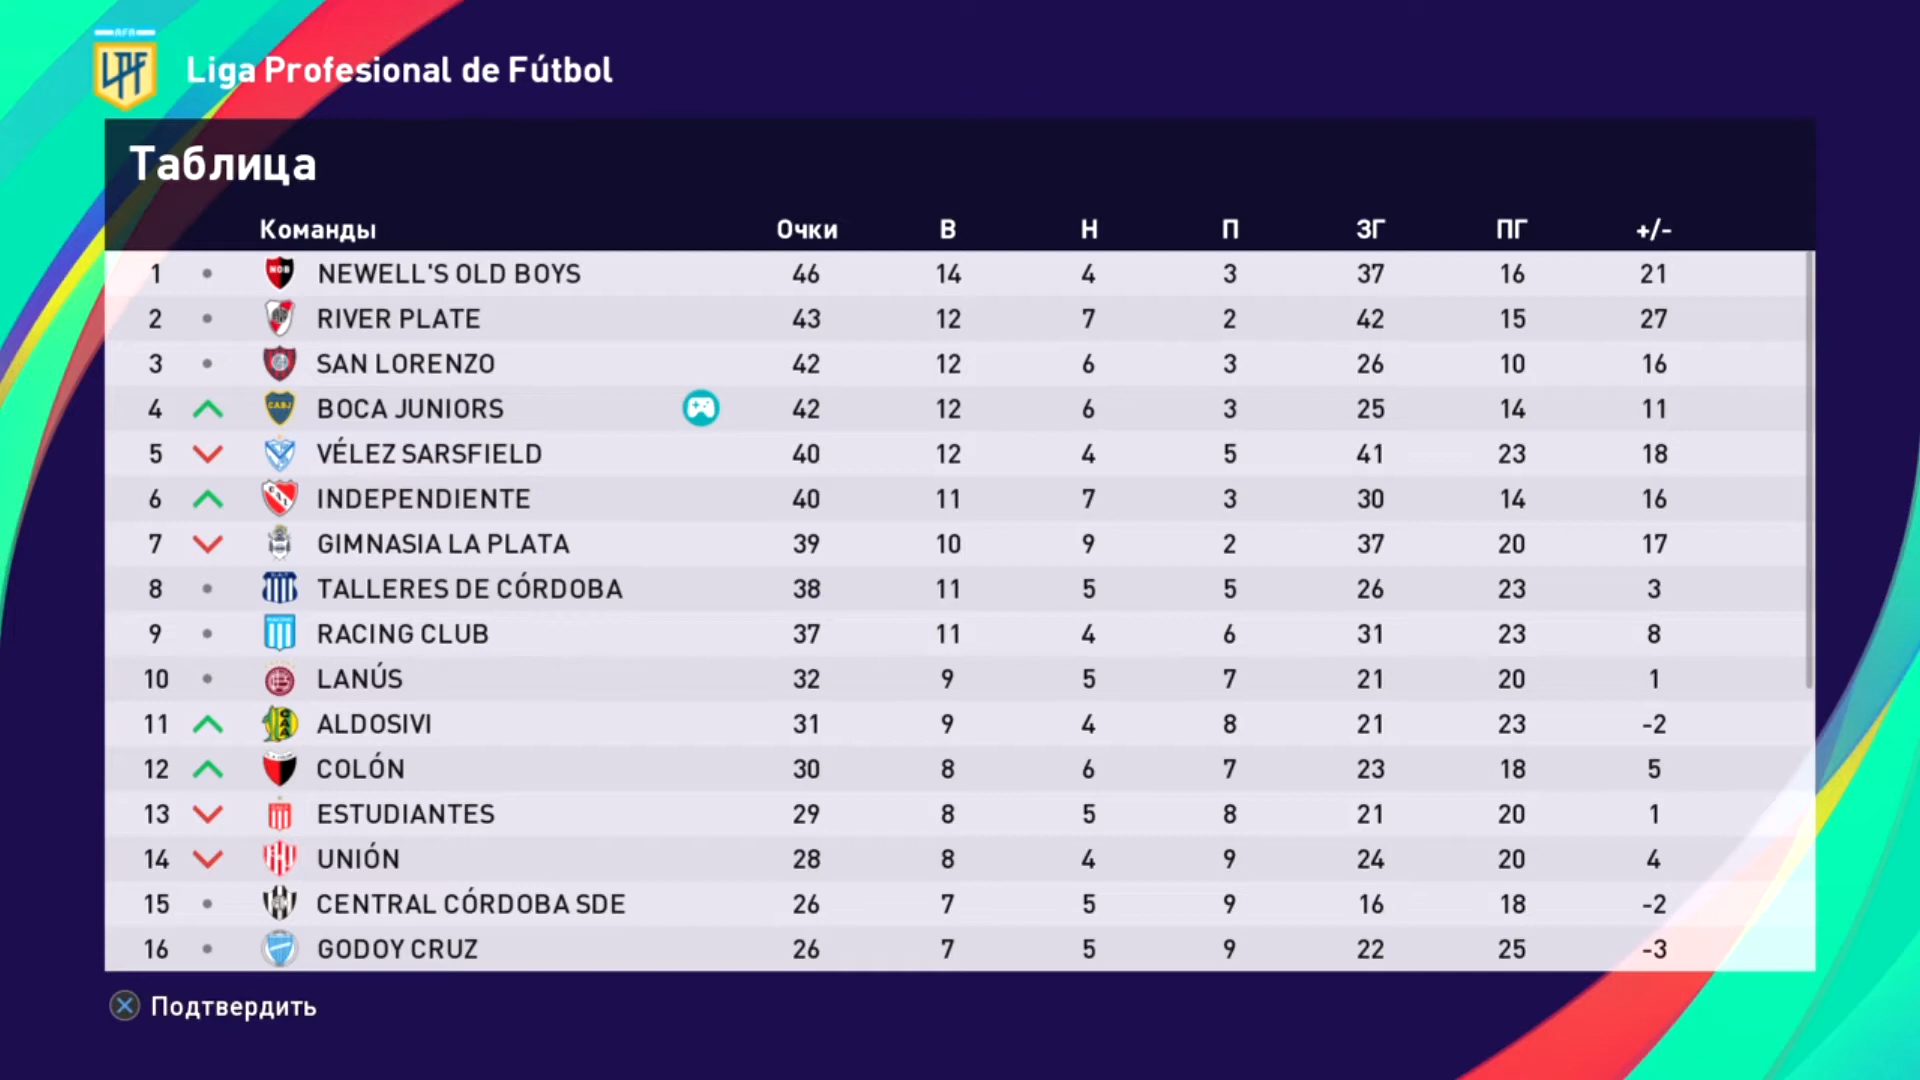 AFA
LPF
Liga Profesional de Fútbol
Таблица
Команды Очки В Н П ЗГ ПГ +/-
1 NEWELL'S OLD BOYS 46 14 4 3 37 16 21
2 RIVER PLATE 43 12 7 2 42 15 27
3 SAN LORENZO 42 12 6 3 26 10 16
4 BOCA JUNIORS 42 12 6 3 25 14 11
5 VÉLEZ SARSFIELD 40 12 4 5 41 23 18
6 INDEPENDIENTE 40 11 7 3 30 14 16
7 GIMNASIA LA PLATA 39 10 9 2 37 20 17
8 TALLERES DE CÓRDOBA 38 11 5 5 26 23 3
9 RACING CLUB 37 11 4 6 31 23 8
10 LANÚS 32 9 5 7 21 20 1
11 ALDOSIVI 31 9 4 8 21 23 -2
12 COLÓN 30 8 6 7 23 18 5
13 ESTUDIANTES 29 8 5 8 21 20 1
14 UNIÓN 28 8 4 9 24 20 4
15 CENTRAL CÓRDOBA SDE 26 7 5 9 16 18 -2
16 GODOY CRUZ 26 7 5 9 22 25 -3
Подтвердить